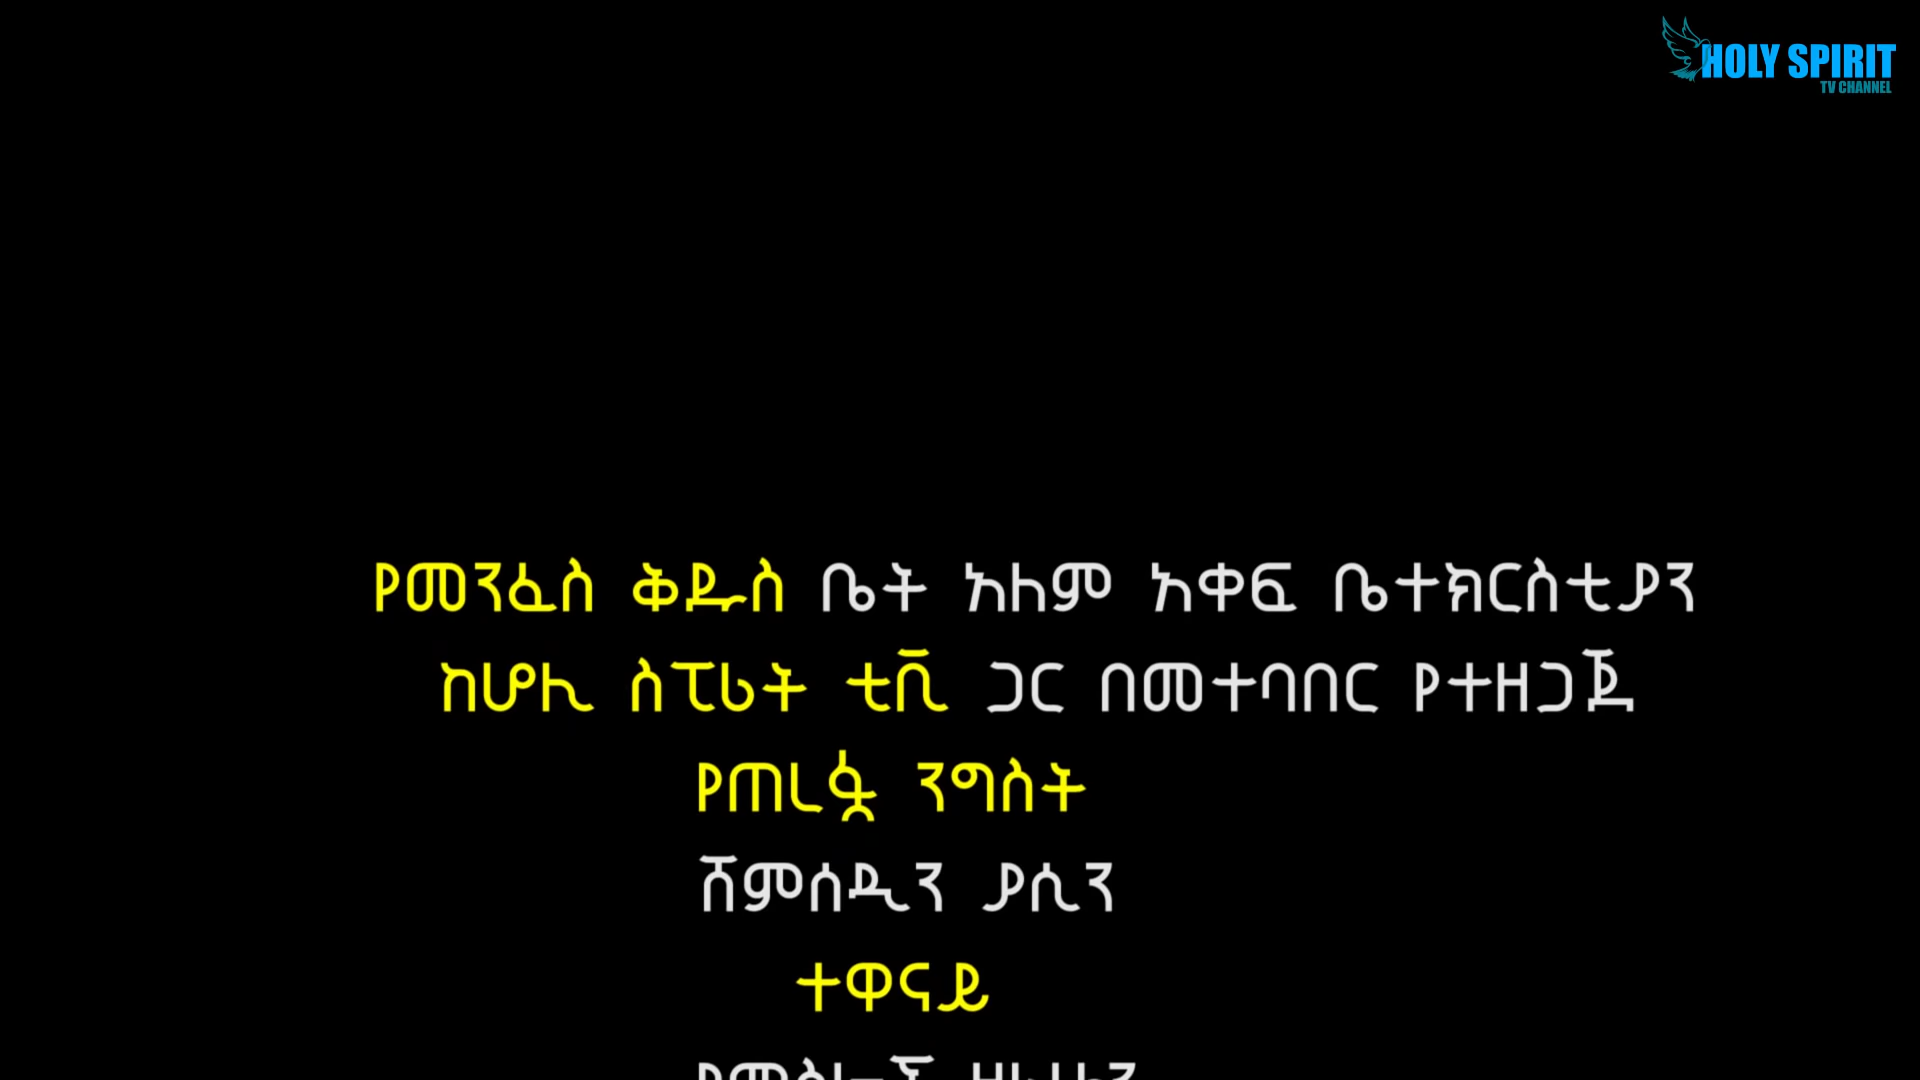 HOLY SPIRIT
TV CHANNEL
የመንፈስ ቅዱስ ቤት አለም አቀፍ ቤተክርስቲያን
ከሆሊ ስፒሪት ቲቪ ጋር በመተባበር የተዘጋጀ
የጠረፏ ንግስት
ሸምሰዲን ያሲን
ተዋናይ